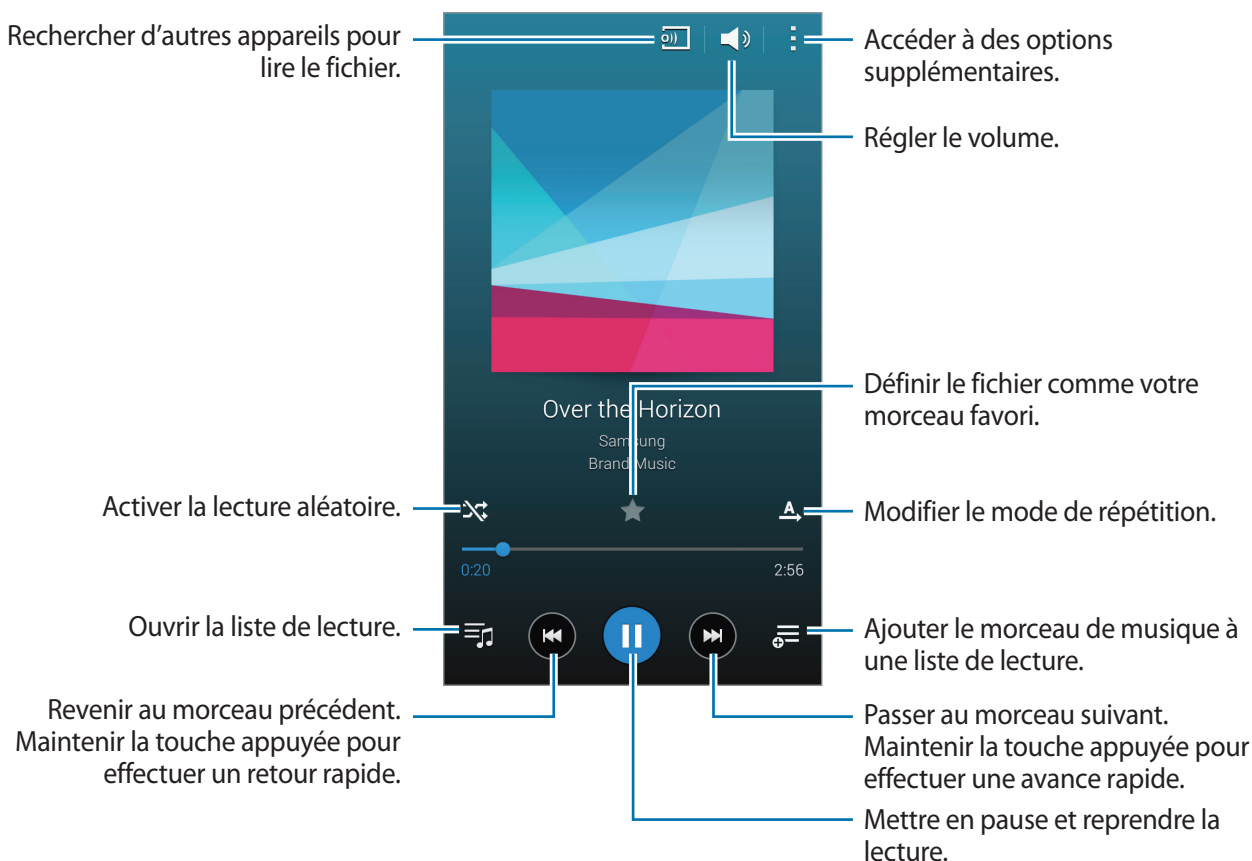 Rechercher d’autres appareils pour
lire le fichier.
Accéder à des options
supplémentaires.
Régler le volume.
Définir le fichier comme votre
morceau favori.
Over the Horizon
Samsung
Brand Music
Activer la lecture aléatoire.
A
Modifier le mode de répétition.
0:20
2:56
Ouvrir la liste de lecture.
Ajouter le morceau de musique à
une liste de lecture.
Revenir au morceau précédent.
Maintenir la touche appuyée pour
effectuer un retour rapide.
Passer au morceau suivant.
Maintenir la touche appuyée pour
effectuer une avance rapide.
Mettre en pause et reprendre la
lecture.